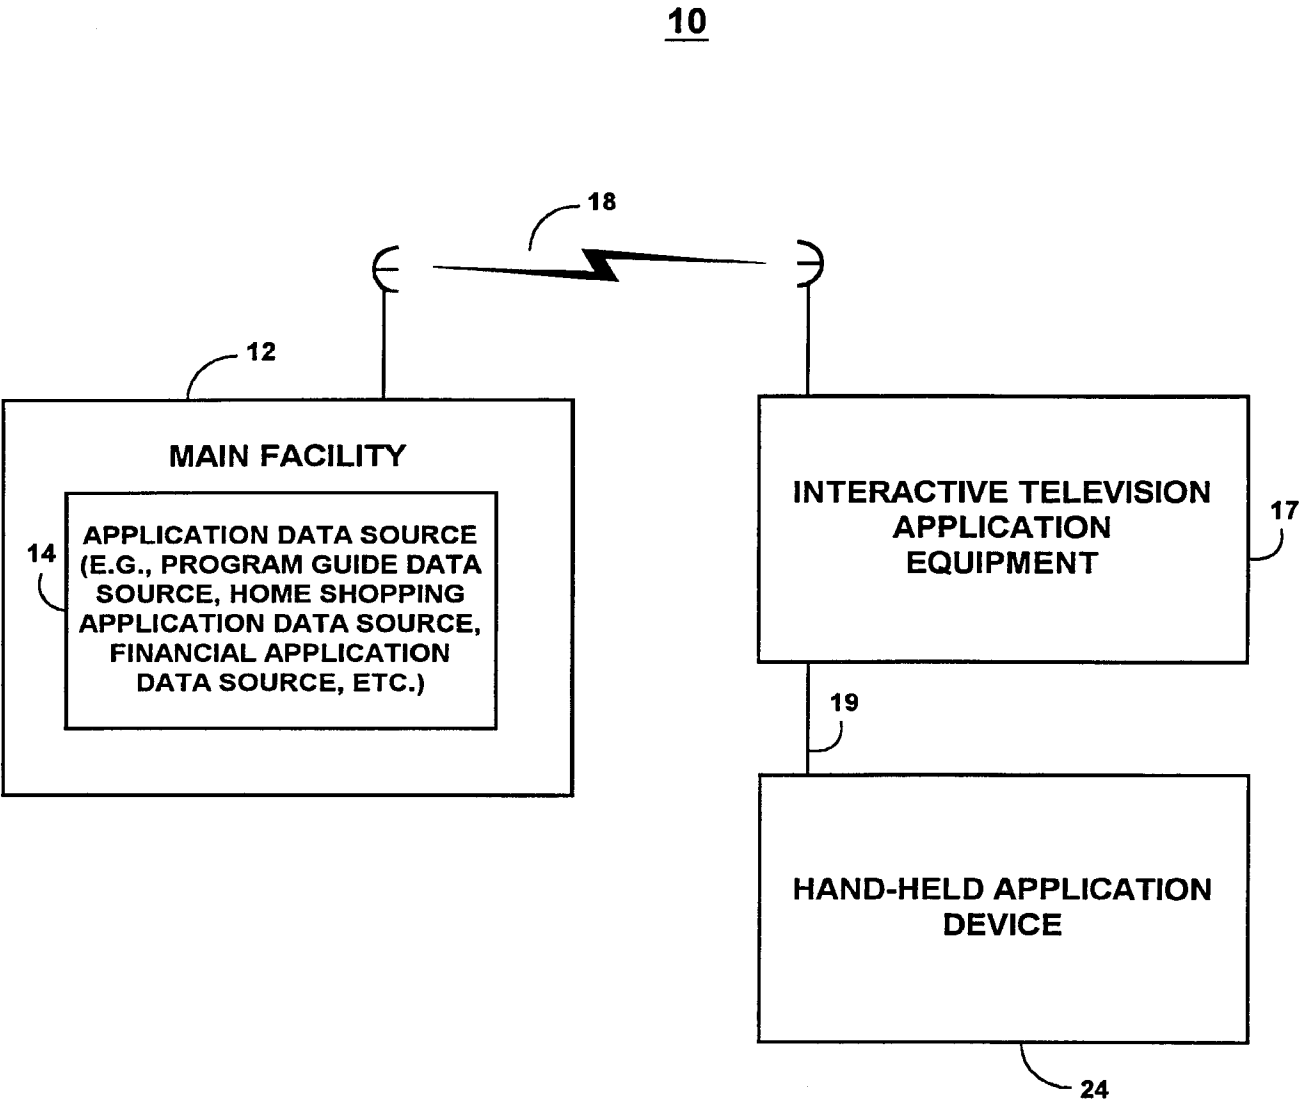 10
18
12
MAIN FACILITY
14
APPLICATION DATA SOURCE
(E.G., PROGRAM GUIDE DATA
SOURCE, HOME SHOPPING
APPLICATION DATA SOURCE,
FINANCIAL APPLICATION
DATA SOURCE, ETC.)
INTERACTIVE TELEVISION
APPLICATION
EQUIPMENT
17
19
HAND-HELD APPLICATION
DEVICE
24